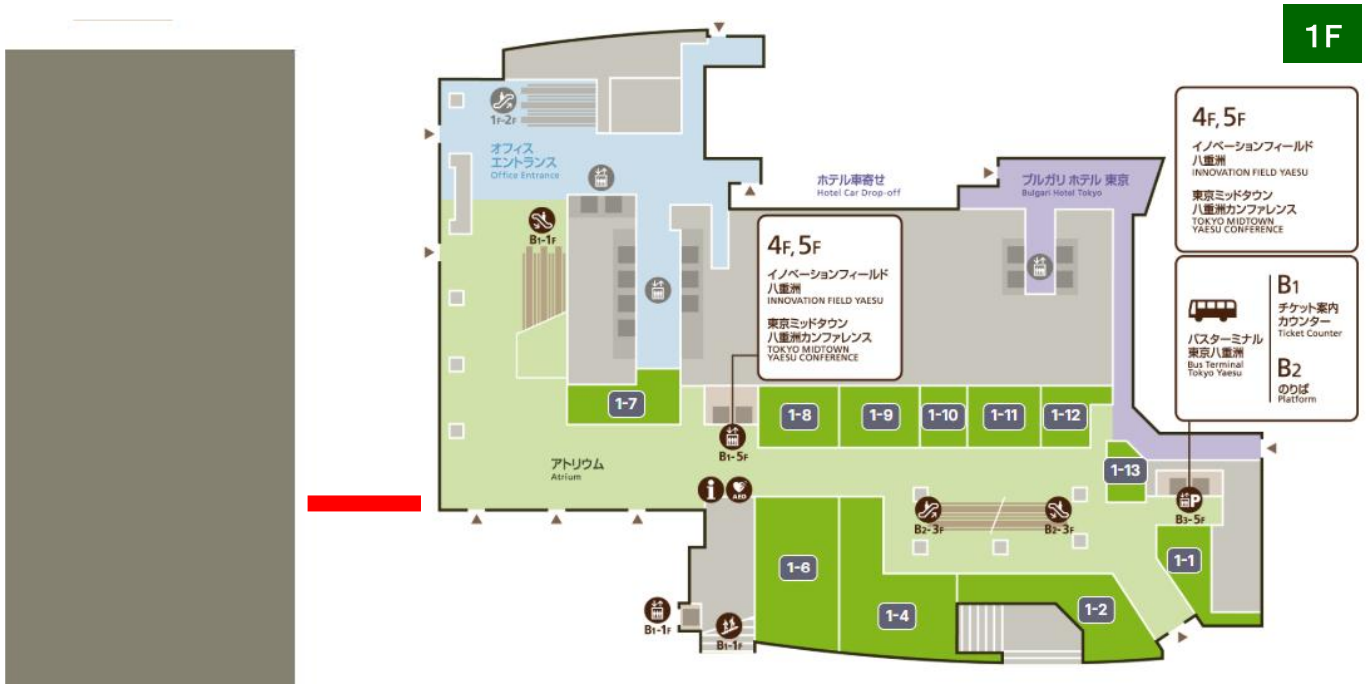 1F
1F-2F
オフィス
エントランス
Office Entrance
B1-1F
ホテル車寄せ
Hotel Car Drop-off
ブルガリ ホテル 東京
Bulgari Hotel Tokyo
4F, 5F
イノベーションフィールド
八重洲
INNOVATION FIELD YAESU
東京ミッドタウン
八重洲カンファレンス
TOKYO MIDTOWN
YAESU CONFERENCE
4F, 5F
イノベーションフィールド
八重洲
INNOVATION FIELD YAESU
東京ミッドタウン
八重洲カンファレンス
TOKYO MIDTOWN
YAESU CONFERENCE
バスターミナル
東京八重洲
Bus Terminal
Tokyo Yaesu
B1
チケット案内
カウンター
Ticket Counter
B2
のりば
Platform
1-7
1-8
1-9
1-10
1-11
1-12
B1-5F
アトリウム
Atrium
i
AED
1-13
P
B3-5F
B2-3F
B2-3F
1-6
1-4
1-2
1-1
B1-1F
B1-1F